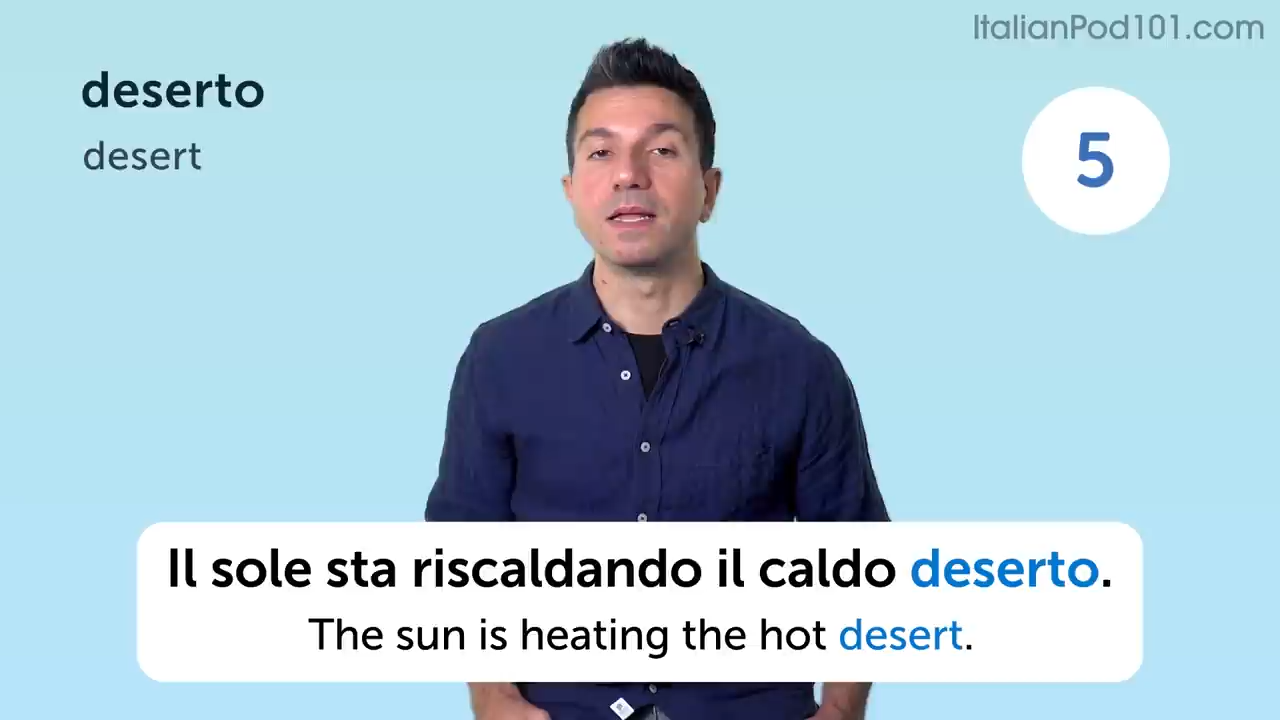 ItalianPod101.com
deserto
desert
5
Il sole sta riscaldando il caldo deserto.
The sun is heating the hot desert.